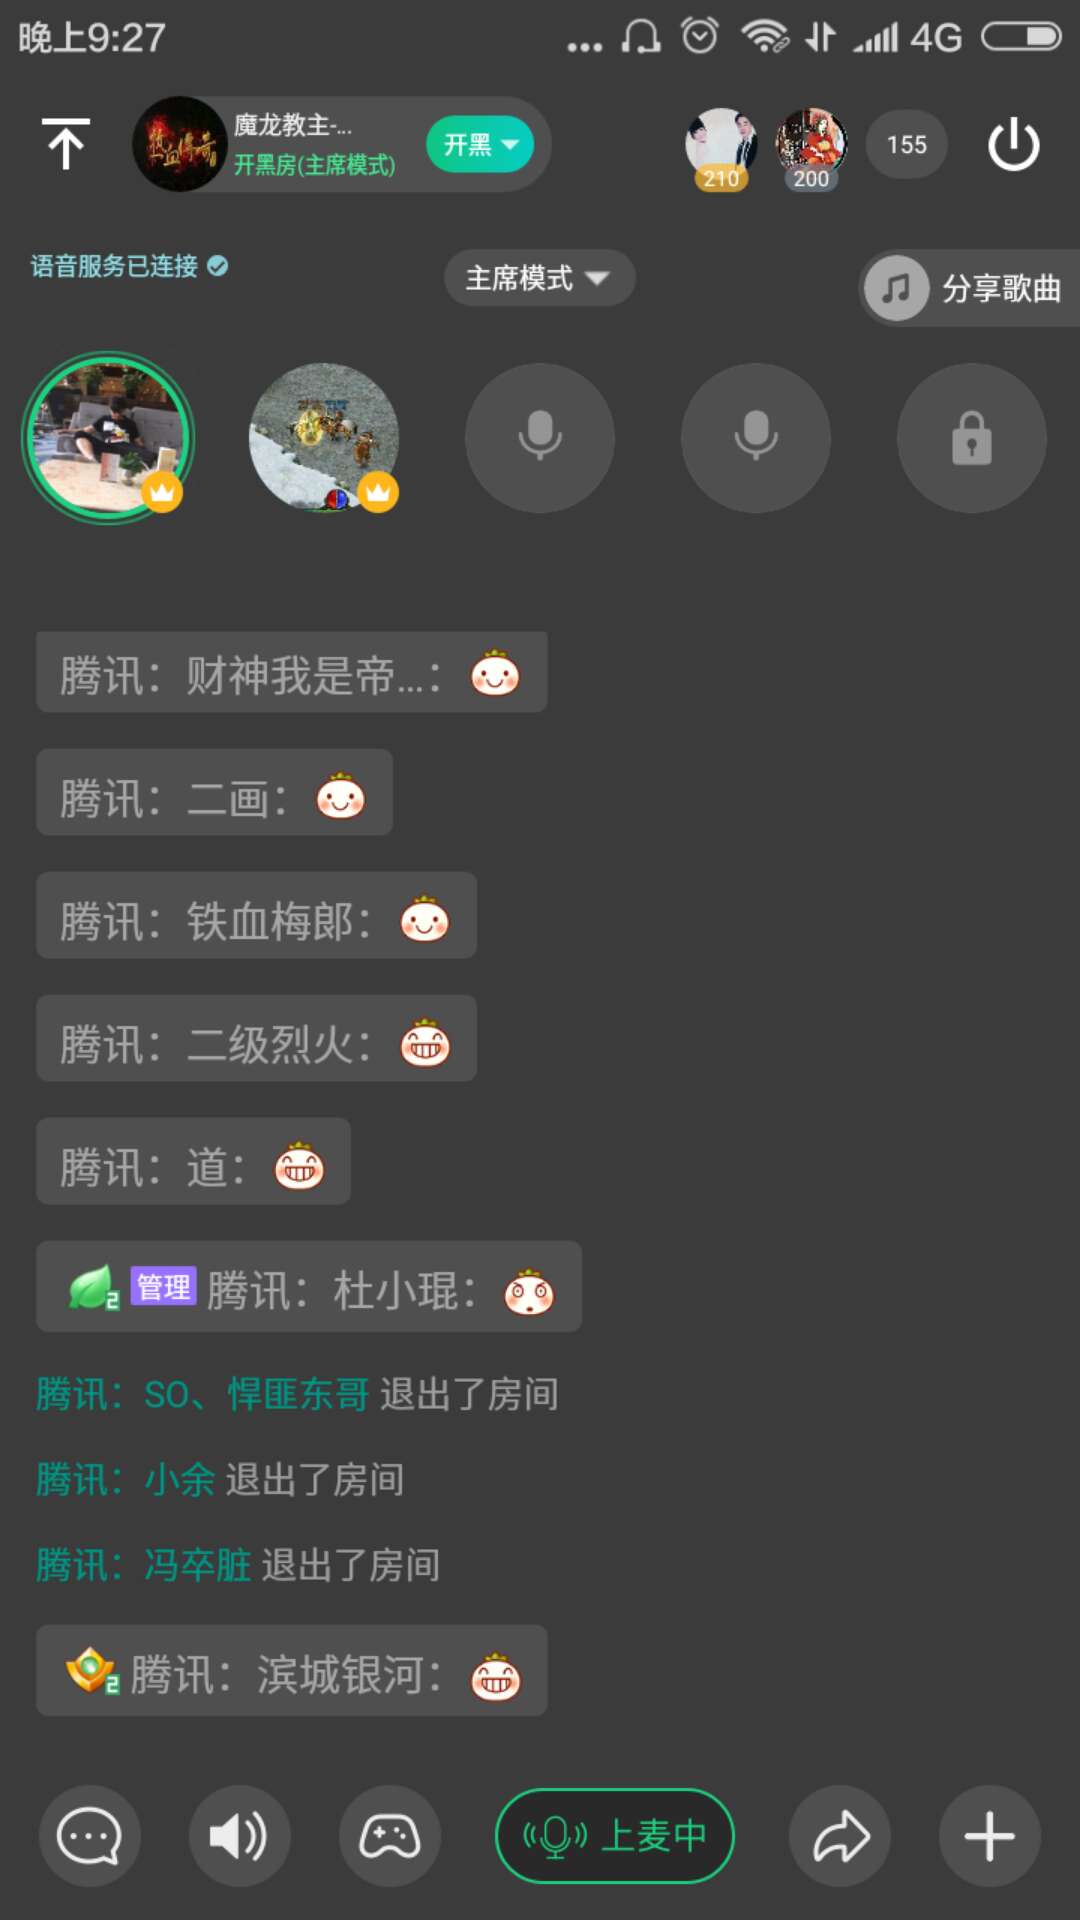 晚上9:27
4G
热血传奇
魔龙教主-...
开黑房(主席模式)
开黑
210
200
155
语音服务已连接
主席模式
分享歌曲
腾讯：财神我是帝...：
腾讯：二画：
腾讯：铁血梅郞：
腾讯：二级烈火：
腾讯：道：
2 管理 腾讯：杜小琨：
腾讯：SO、悍匪东哥 退出了房间
腾讯：小余 退出了房间
腾讯：冯卒脏 退出了房间
2 腾讯：滨城银河：
上麦中